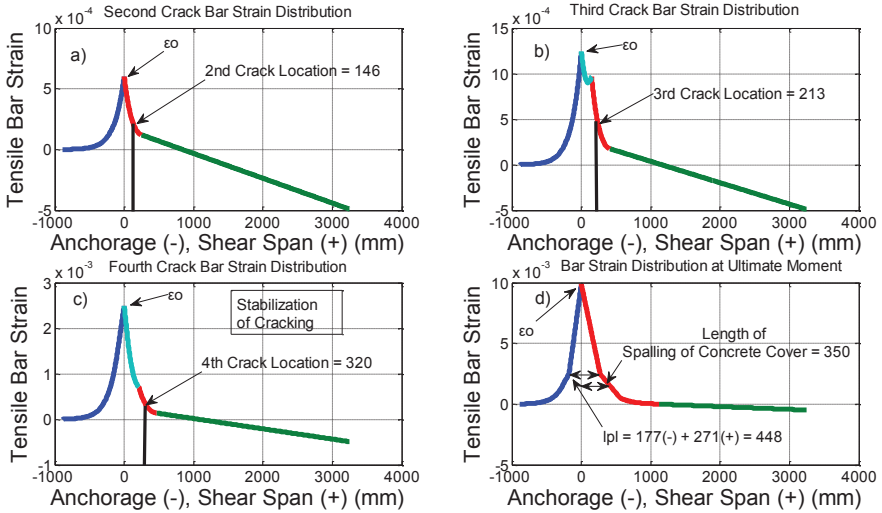 Second Crack Bar Strain Distribution
x 10^-4
10
5
0
-5
-1000 0 1000 2000 3000 4000
Tensile Bar Strain
Anchorage (-), Shear Span (+) (mm)
a)
εo
2nd Crack Location = 146
Third Crack Bar Strain Distribution
x 10^-4
15
10
5
0
-5
-1000 0 1000 2000 3000 4000
Tensile Bar Strain
Anchorage (-), Shear Span (+) (mm)
b)
εo
3rd Crack Location = 213
Fourth Crack Bar Strain Distribution
x 10^-3
3
2
1
0
-1
-1000 0 1000 2000 3000 4000
Tensile Bar Strain
Anchorage (-), Shear Span (+) (mm)
c)
εo
Stabilization
of Cracking
4th Crack Location = 320
Bar Strain Distribution at Ultimate Moment
x 10^-3
10
5
0
-5
-1000 0 1000 2000 3000 4000
Tensile Bar Strain
Anchorage (-), Shear Span (+) (mm)
d)
εo
Length of
Spalling of Concrete Cover = 350
lpl = 177(-) + 271(+) = 448